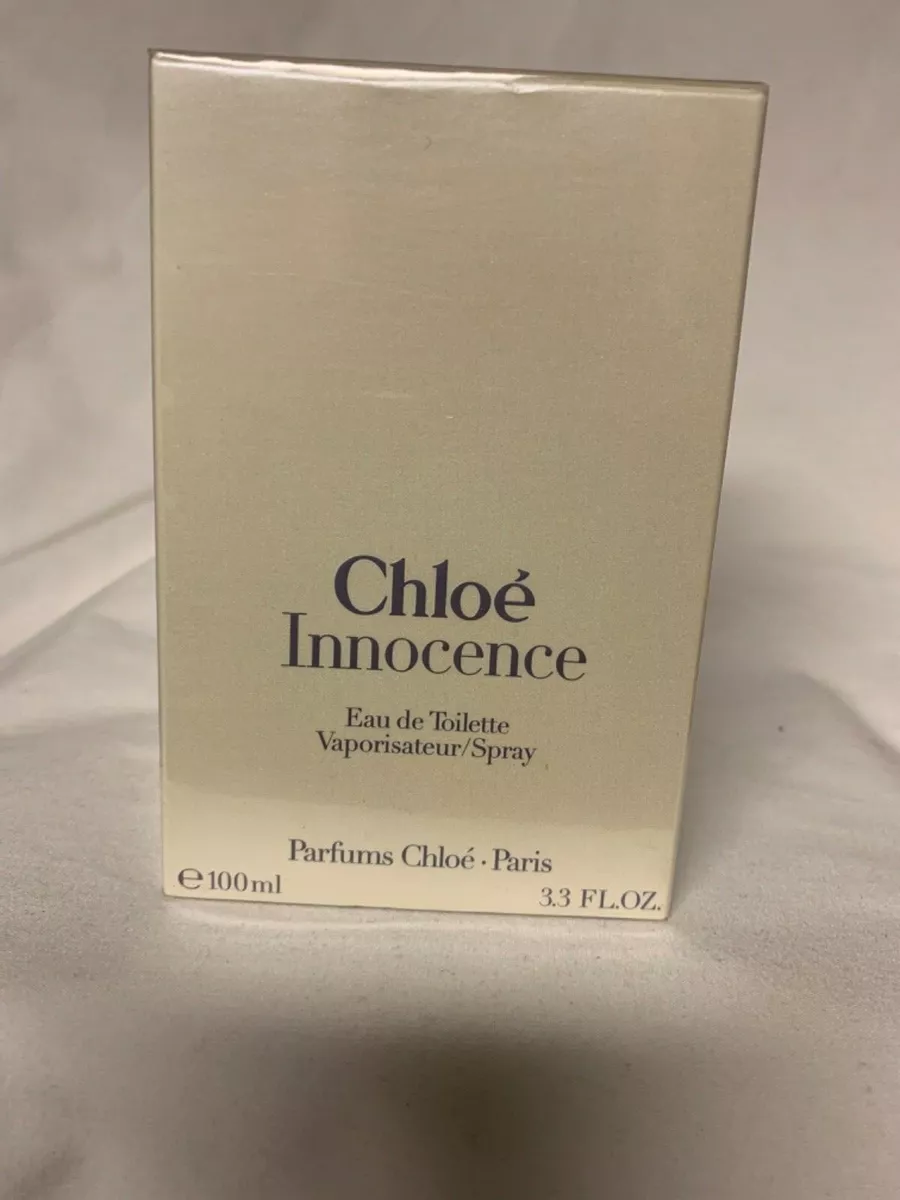 Chloé
Innocence
Eau de Toilette
Vaporisateur/Spray
Parfums Chloé · Paris
℮100ml
3.3 FL.OZ.